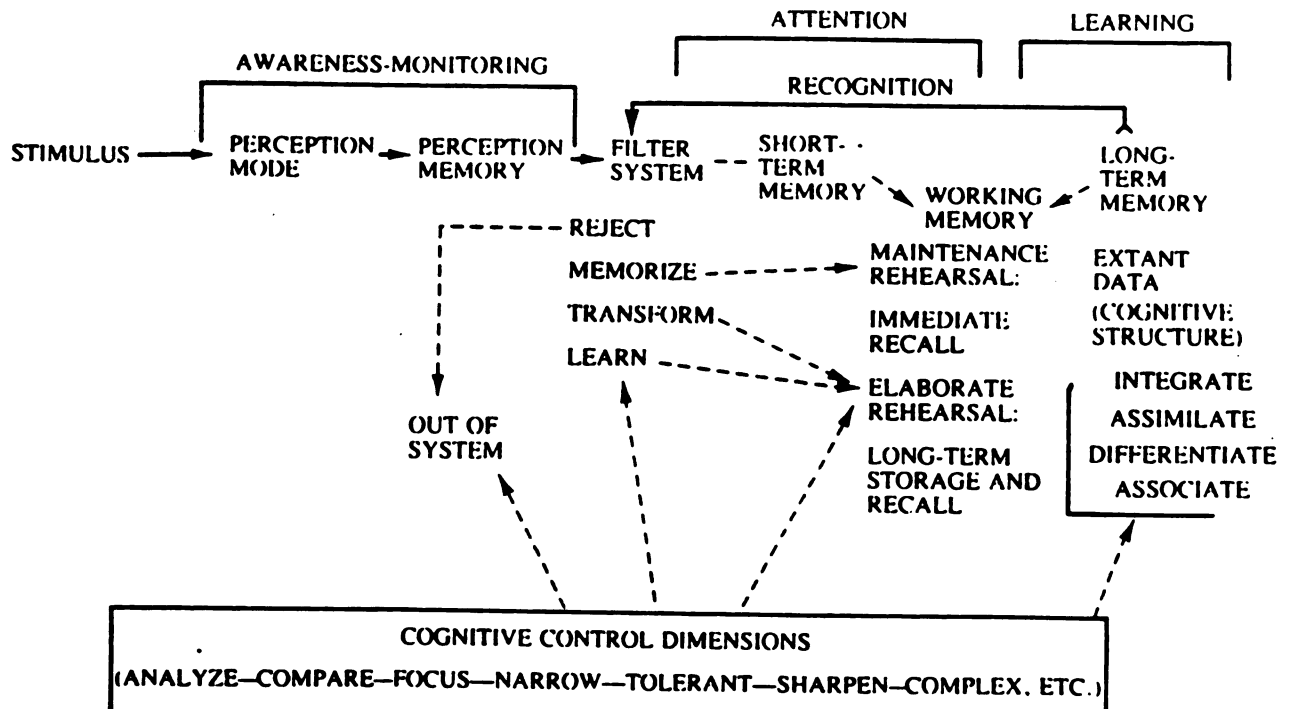 ATTENTION
LEARNING
AWARENESS-MONITORING
RECOGNITION
STIMULUS
PERCEPTION
MODE
PERCEPTION
MEMORY
FILTER
SYSTEM
SHORT-
TERM
MEMORY
WORKING
MEMORY
LONG-
TERM
MEMORY
REJECT
MEMORIZE
TRANSFORM
LEARN
OUT OF
SYSTEM
MAINTENANCE
REHEARSAL:
IMMEDIATE
RECALL
ELABORATE
REHEARSAL:
LONG-TERM
STORAGE AND
RECALL
EXTANT
DATA
(COGNITIVE
STRUCTURE)
INTEGRATE
ASSIMILATE
DIFFERENTIATE
ASSOCIATE
COGNITIVE CONTROL DIMENSIONS
(ANALYZE—COMPARE—FOCUS—NARROW—TOLERANT—SHARPEN—COMPLEX, ETC.)